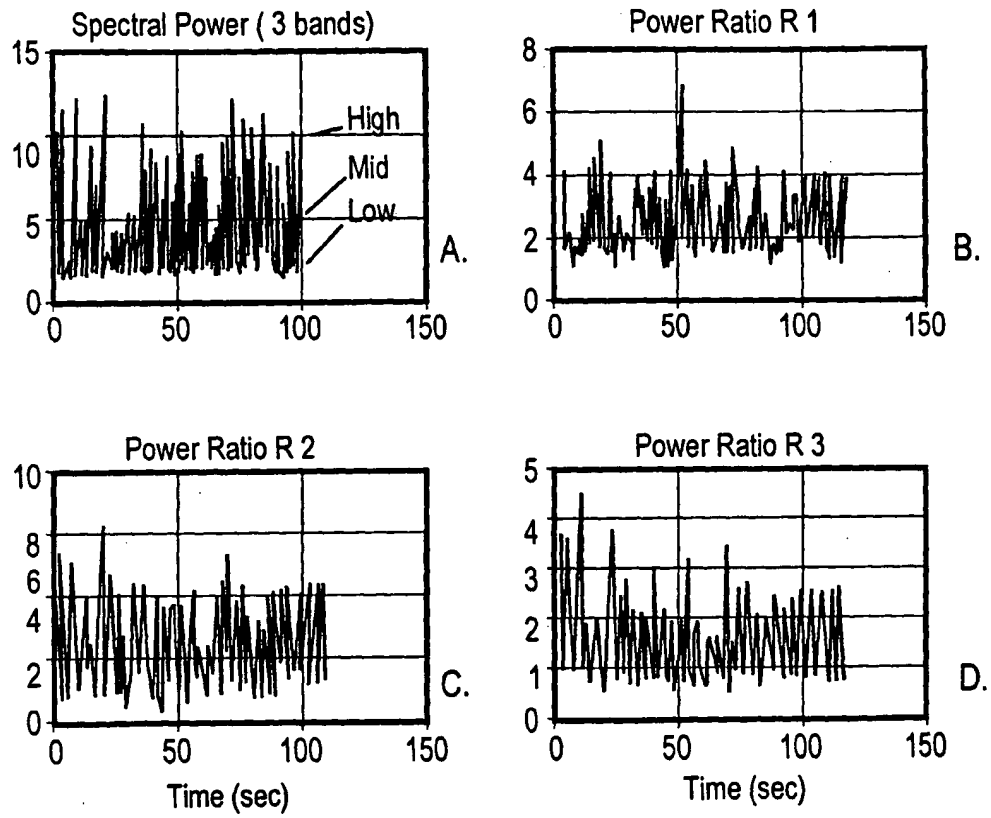 Spectral Power ( 3 bands)
15
10
5
0
0 50 100 150
High
Mid
Low
A.
Power Ratio R 1
8
6
4
2
0
0 50 100 150
B.
Power Ratio R 2
10
8
6
4
2
0
0 50 100 150
Time (sec)
C.
Power Ratio R 3
5
4
3
2
1
0
0 50 100 150
Time (sec)
D.